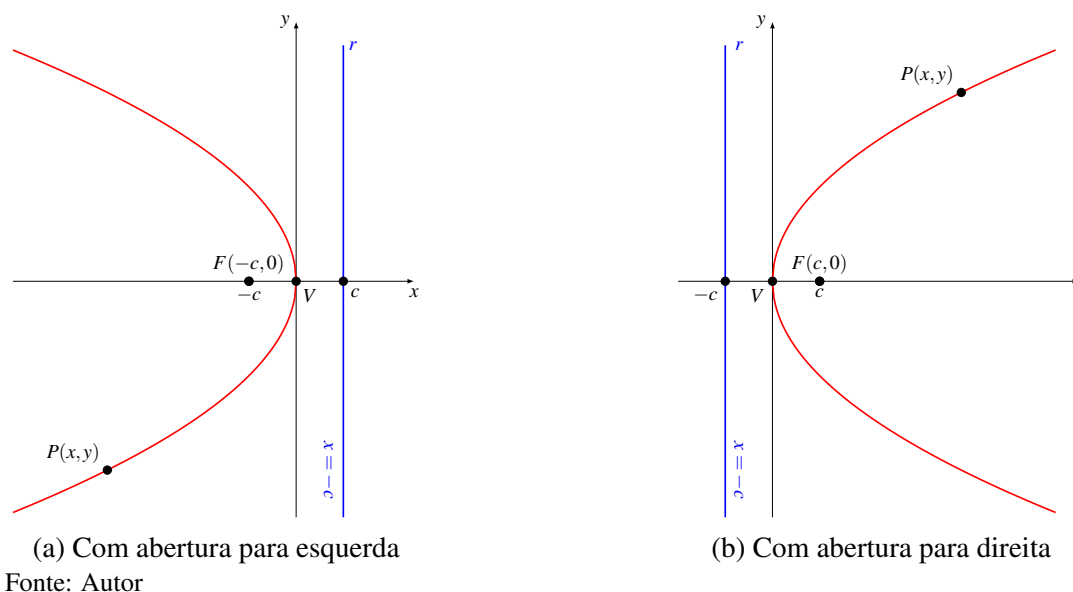 y
r
F(−c,0)
−c
V
c
x
P(x,y)
x = −c
(a) Com abertura para esquerda
y
r
P(x,y)
F(c,0)
−c
V
c
x = −c
(b) Com abertura para direita
Fonte: Autor